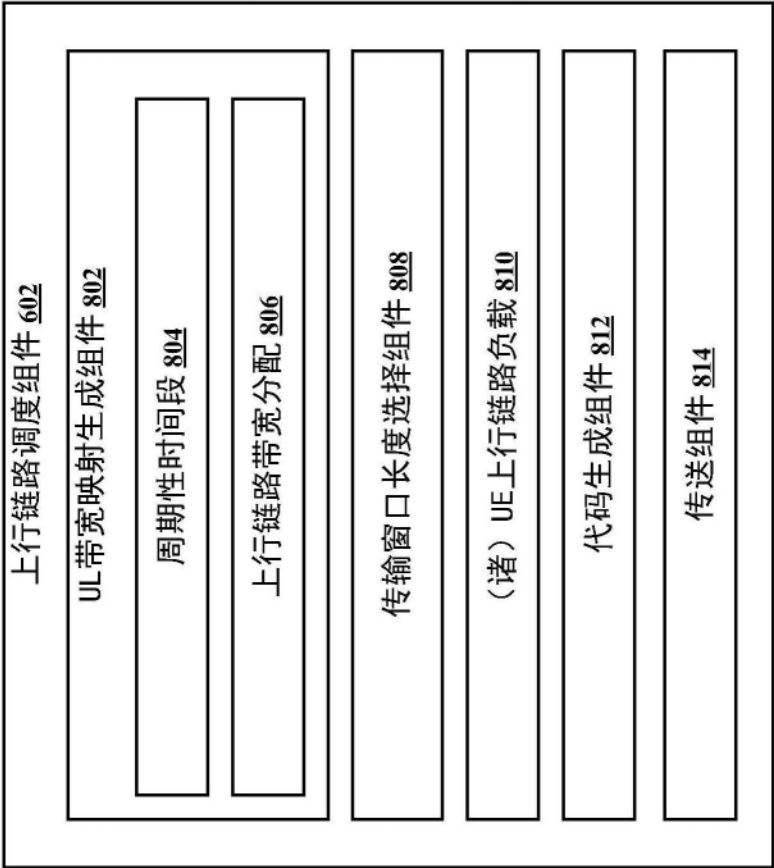 上行链路调度组件 602
UL带宽映射生成组件 802
周期性时间段 804
上行链路带宽分配 806
传输窗口长度选择组件 808
（诸）UE上行链路负载 810
代码生成组件 812
传送组件 814